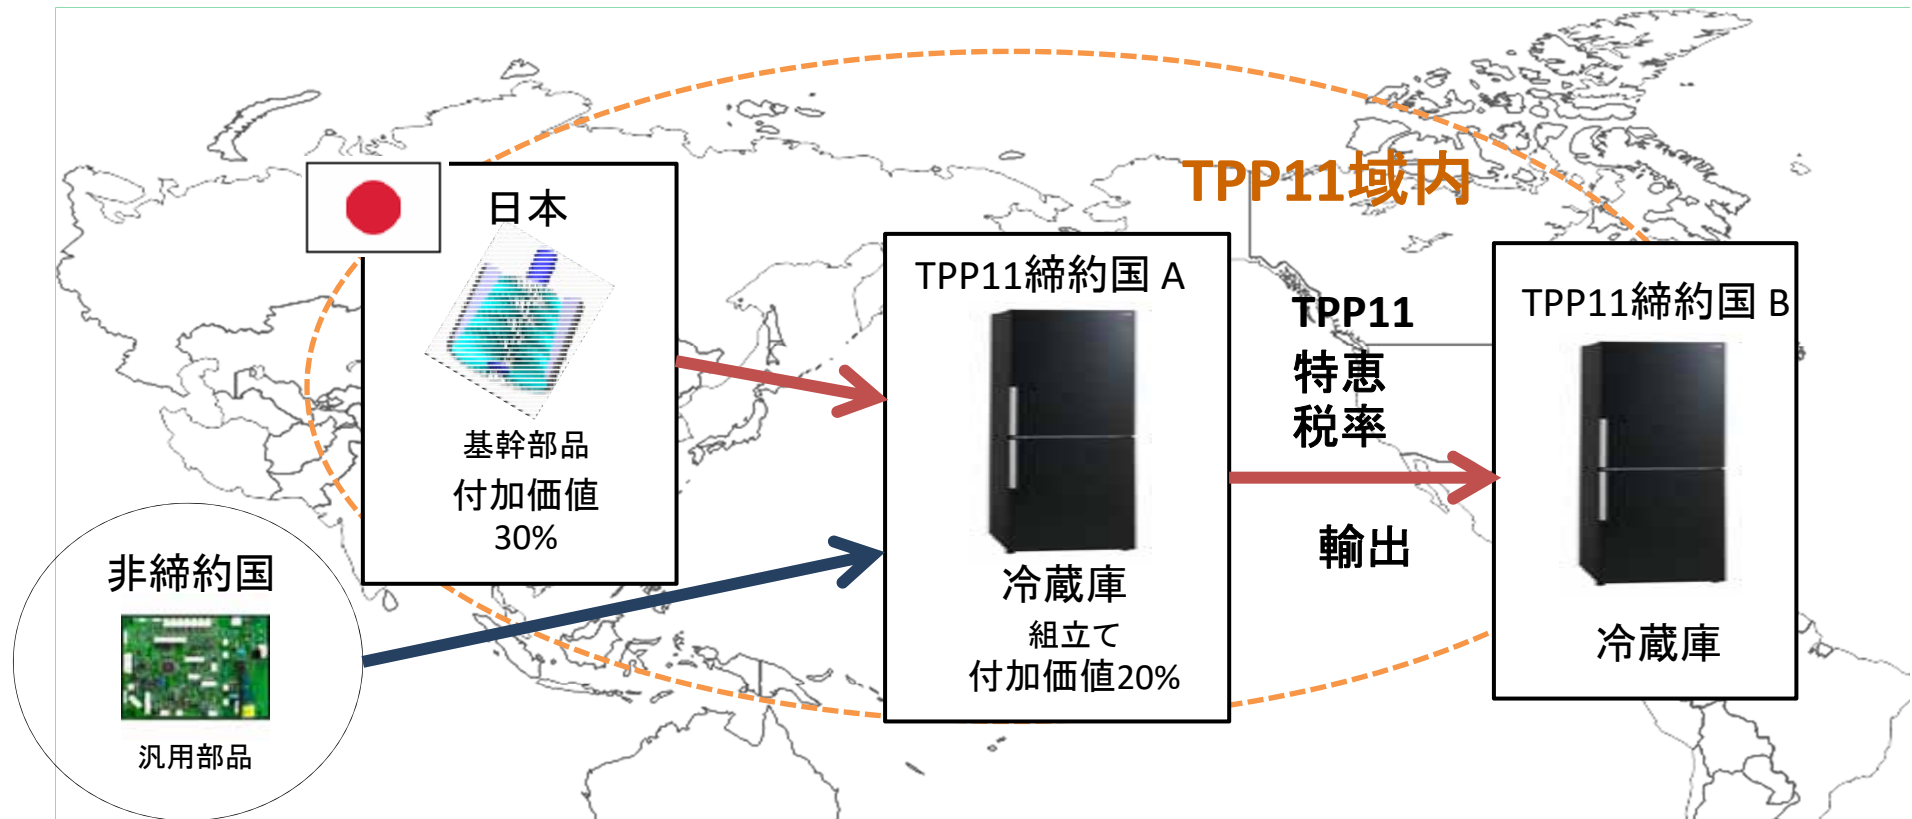 TPP11域内
日本
基幹部品
付加価値
30%
非締約国
汎用部品
TPP11締約国 A
冷蔵庫
組立て
付加価値20%
TPP11
特恵
税率
輸出
TPP11締約国 B
冷蔵庫